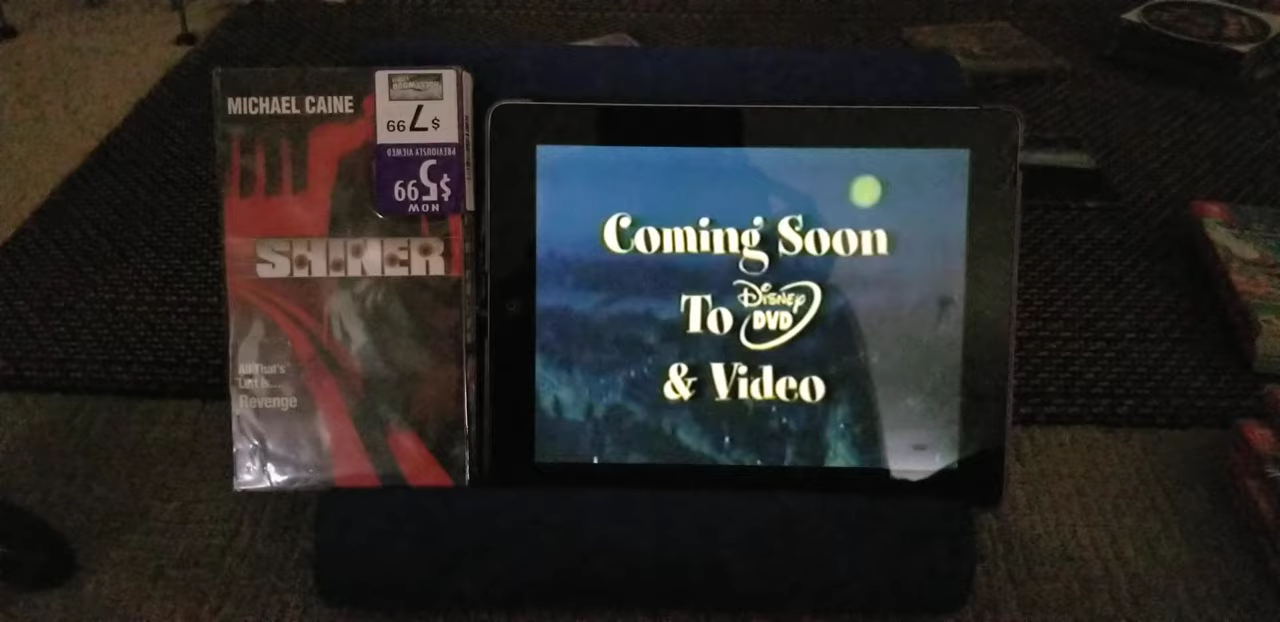 MICHAEL CAINE
HOLLYWOOD
$7.99
PREVIOUSLY VIEWED
NOW
$5.99
SHINER
All That's
Left Is....
Revenge
Coming Soon
To Disney
DVD
& Video